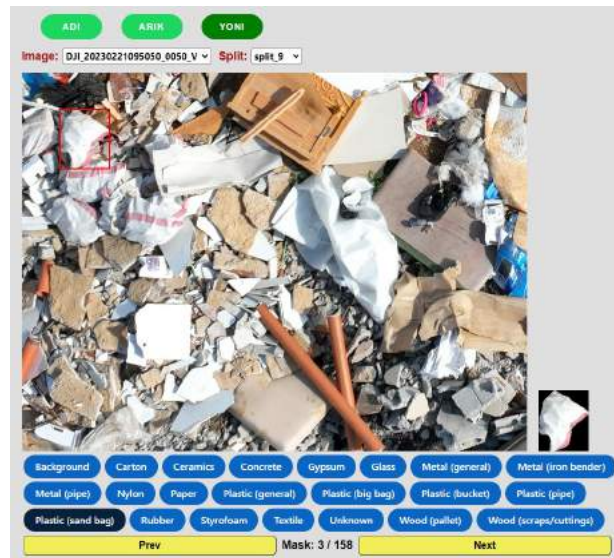 ADI ARIK YONI
Image: DJI_20230221095050_0050_V Split: split_9
Background Carton Ceramics Concrete Gypsum Glass Metal (general) Metal (iron bender)
Metal (pipe) Nylon Paper Plastic (general) Plastic (big bag) Plastic (bucket) Plastic (pipe)
Plastic (sand bag) Rubber Styrofoam Textile Unknown Wood (pallet) Wood (scraps/cuttings)
Prev Mask: 3 / 158 Next